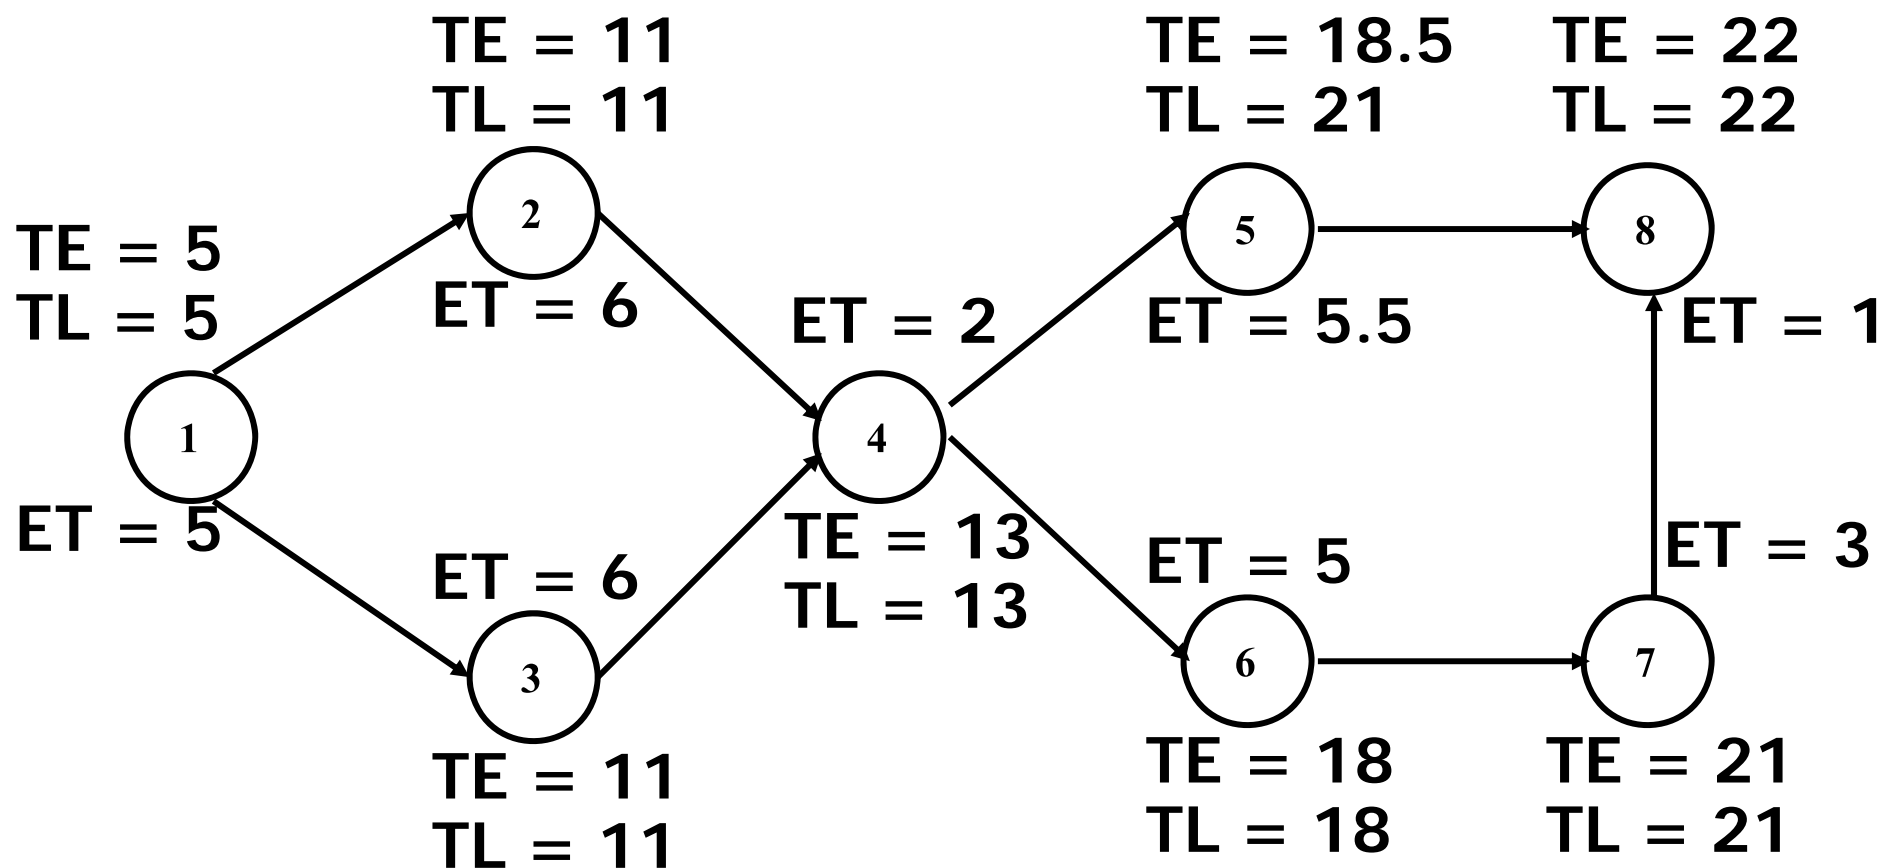 TE = 11
TL = 11
TE = 18.5
TL = 21
TE = 22
TL = 22
2
5
8
TE = 5
TL = 5
ET = 6
ET = 2
ET = 5.5
ET = 1
1
4
ET = 5
TE = 13
TL = 13
ET = 5
ET = 3
ET = 6
3
6
7
TE = 11
TL = 11
TE = 18
TL = 18
TE = 21
TL = 21